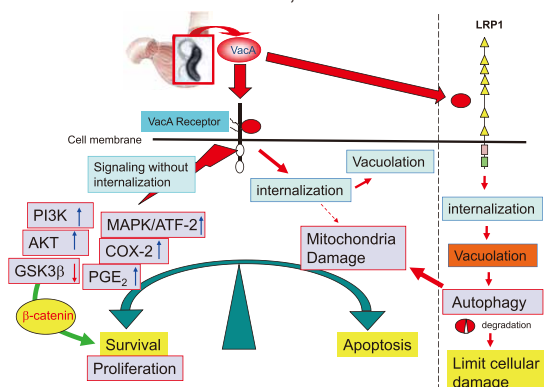 LRP1
VacA
VacA Receptor
Cell membrane
Signaling without
internalization
Vacuolation
internalization
internalization
PI3K
MAPK/ATF-2
AKT
COX-2
GSK3β
PGE2
Mitochondria
Damage
Vacuolation
Autophagy
degradation
β-catenin
Survival
Proliferation
Apoptosis
Limit cellular
damage